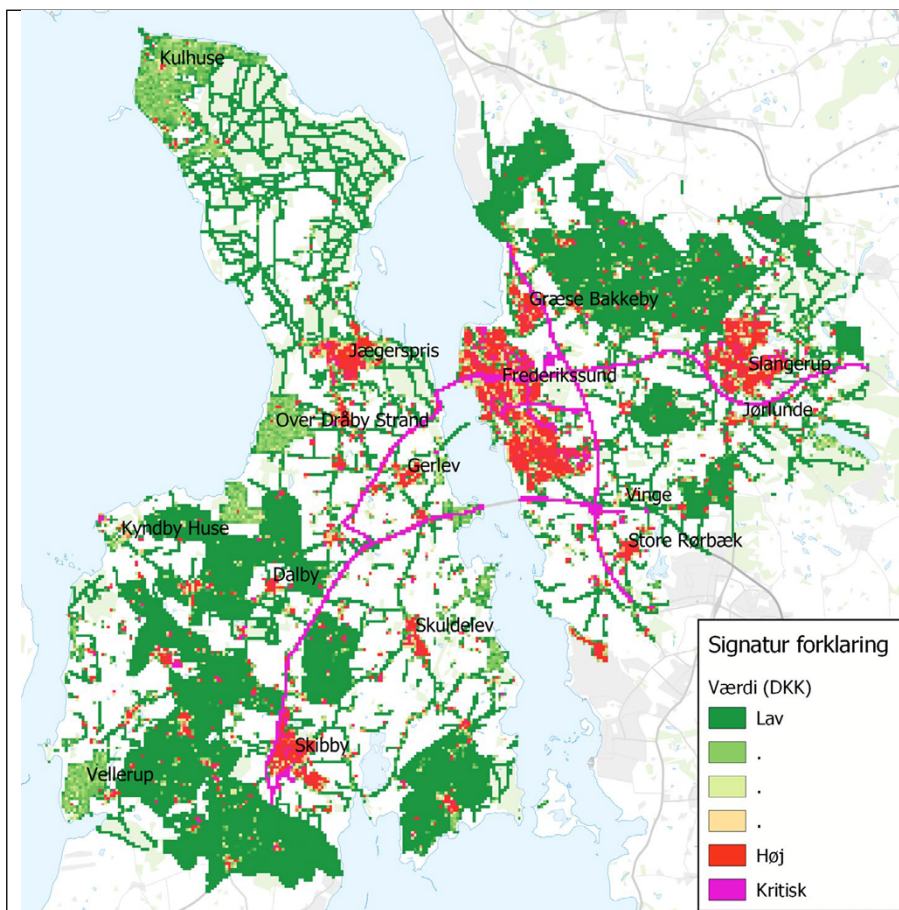 Kulhuse
Græse Bakkeby
Jægerspris
Slangerup
Frederikssund
Over Dråby Strand
Jørlunde
Gerlev
Vinge
Kyndby Huse
Store Rørbæk
Dalby
Skuldelev
Skibby
Vellerup
Signatur forklaring
Værdi (DKK)
Lav
.
.
.
Høj
Kritisk